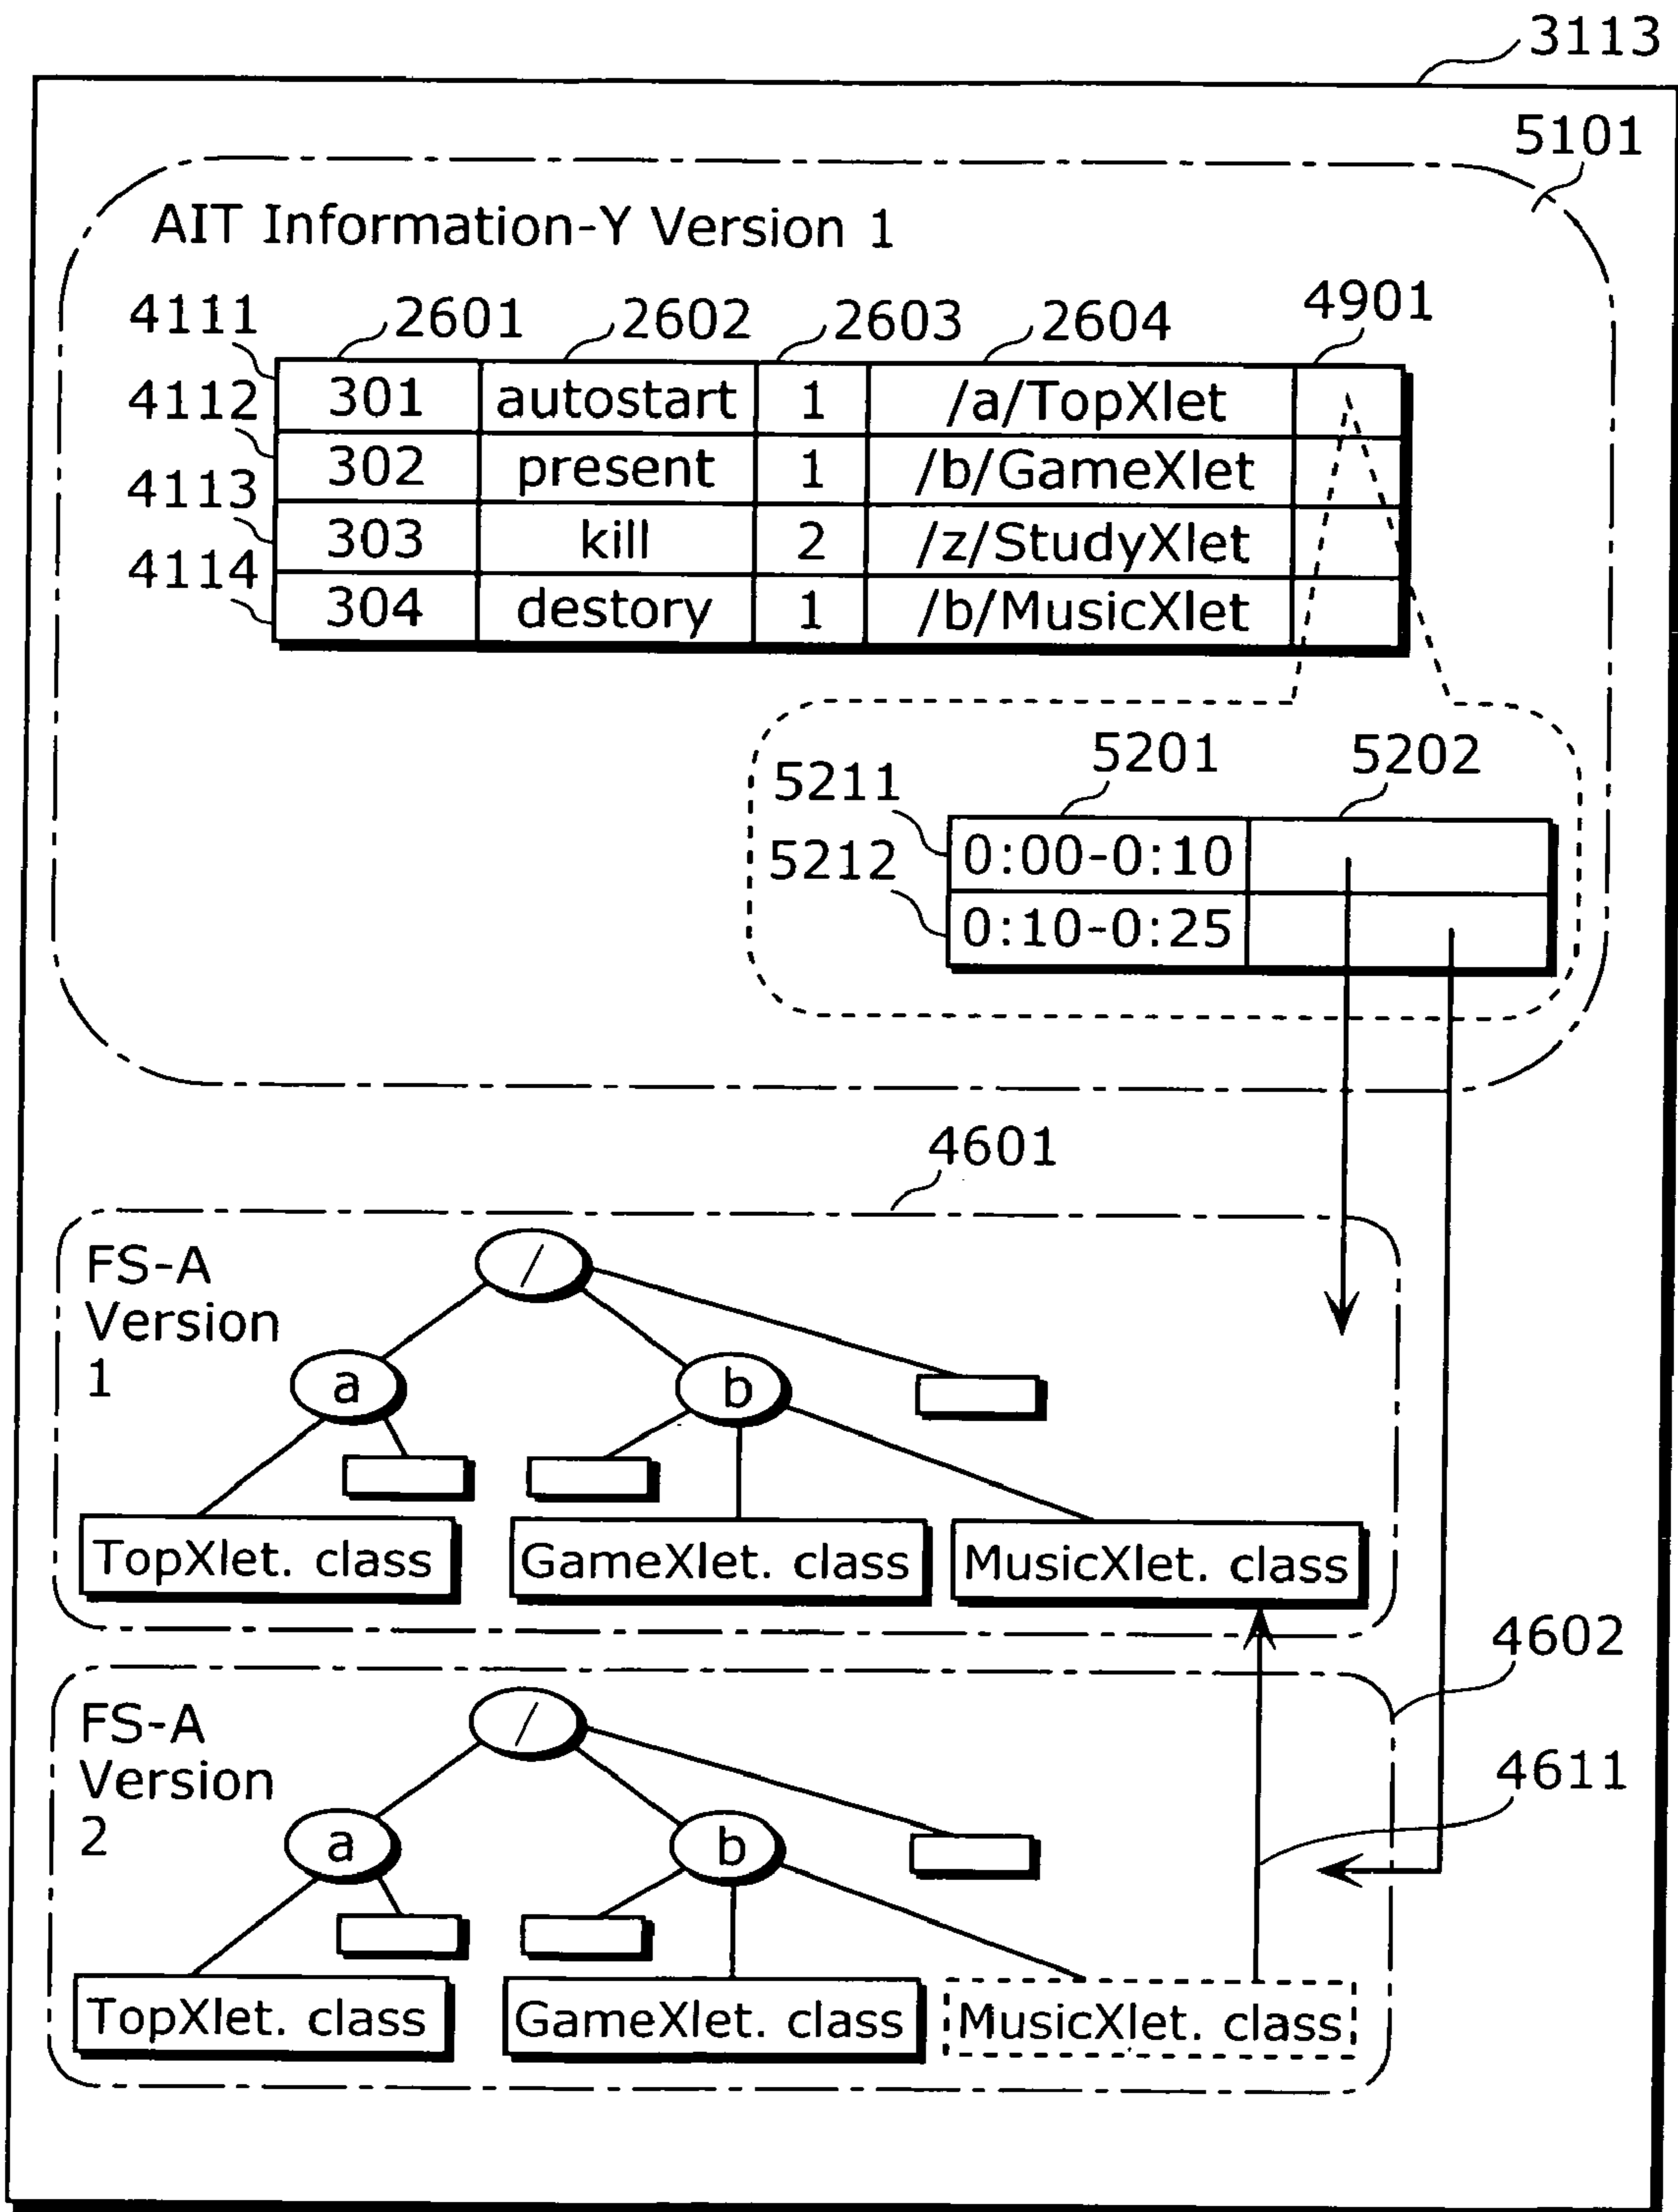 3113
5101
AIT Information-Y Version 1
4111 2601 2602 2603 2604 4901
4112 301 autostart 1 /a/TopXlet
302 present 1 /b/GameXlet
4113 303 kill 2 /z/StudyXlet
4114 304 destory 1 /b/MusicXlet
5201 5202
5211 0:00-0:10
5212 0:10-0:25
4601
FS-A
Version
1
/
a b
TopXlet. class GameXlet. class MusicXlet. class
4602
FS-A
Version
2
/
4611
a b
TopXlet. class GameXlet. class MusicXlet. class